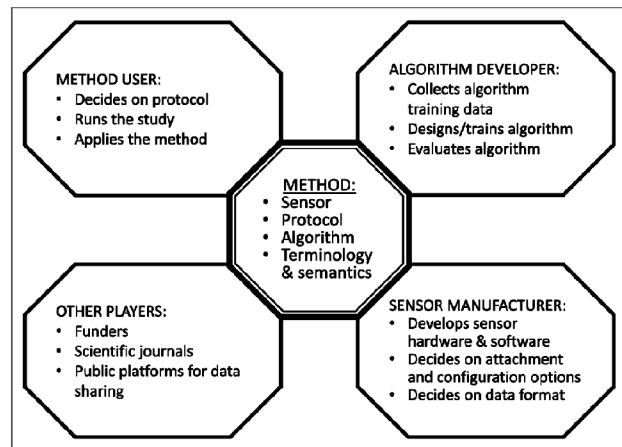 METHOD USER:
• Decides on protocol
• Runs the study
• Applies the method
ALGORITHM DEVELOPER:
• Collects algorithm
training data
• Designs/trains algorithm
• Evaluates algorithm
METHOD:
• Sensor
• Protocol
• Algorithm
• Terminology
& semantics
OTHER PLAYERS:
• Funders
• Scientific journals
• Public platforms for data
sharing
SENSOR MANUFACTURER:
• Develops sensor
hardware & software
• Decides on attachment
and configuration options
• Decides on data format